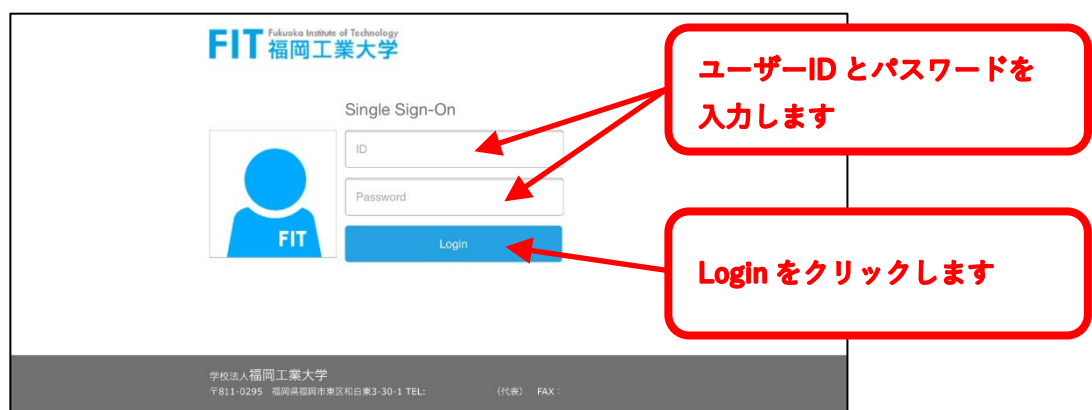 FIT Fukuoka Institute of Technology
福岡工業大学
ユーザーID とパスワードを
入力します
Single Sign-On
ID
Password
FIT
Login
Login をクリックします
学校法人福岡工業大学
〒811-0295 福岡県福岡市東区和白東3-30-1 TEL: (代表) FAX: